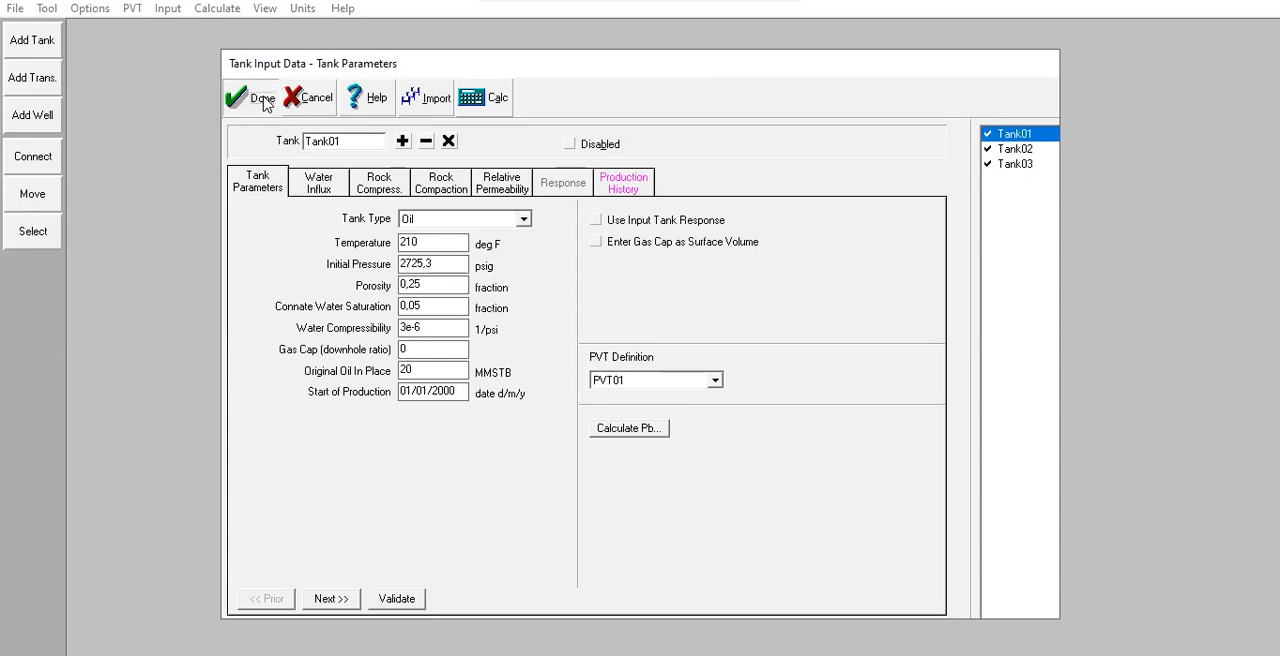 File Tool Options PVT Input Calculate View Units Help
Add Tank
Add Trans.
Add Well
Connect
Move
Select
Tank Input Data - Tank Parameters
Done Cancel Help Import Calc
Tank Tank01 Disabled
Tank Parameters Water Influx Rock Compress. Rock Compaction Relative Permeability Response Production History
Tank Type Oil
Temperature 210 deg F
Initial Pressure 2725,3 psig
Porosity 0,25 fraction
Connate Water Saturation 0,05 fraction
Water Compressibility 3e-6 1/psi
Gas Cap (downhole ratio) 0
Original Oil In Place 20 MMSTB
Start of Production 01/01/2000 date d/m/y
Use Input Tank Response
Enter Gas Cap as Surface Volume
PVT Definition
PVT01
Calculate Pb...
<< Prior Next >> Validate
Tank01
Tank02
Tank03